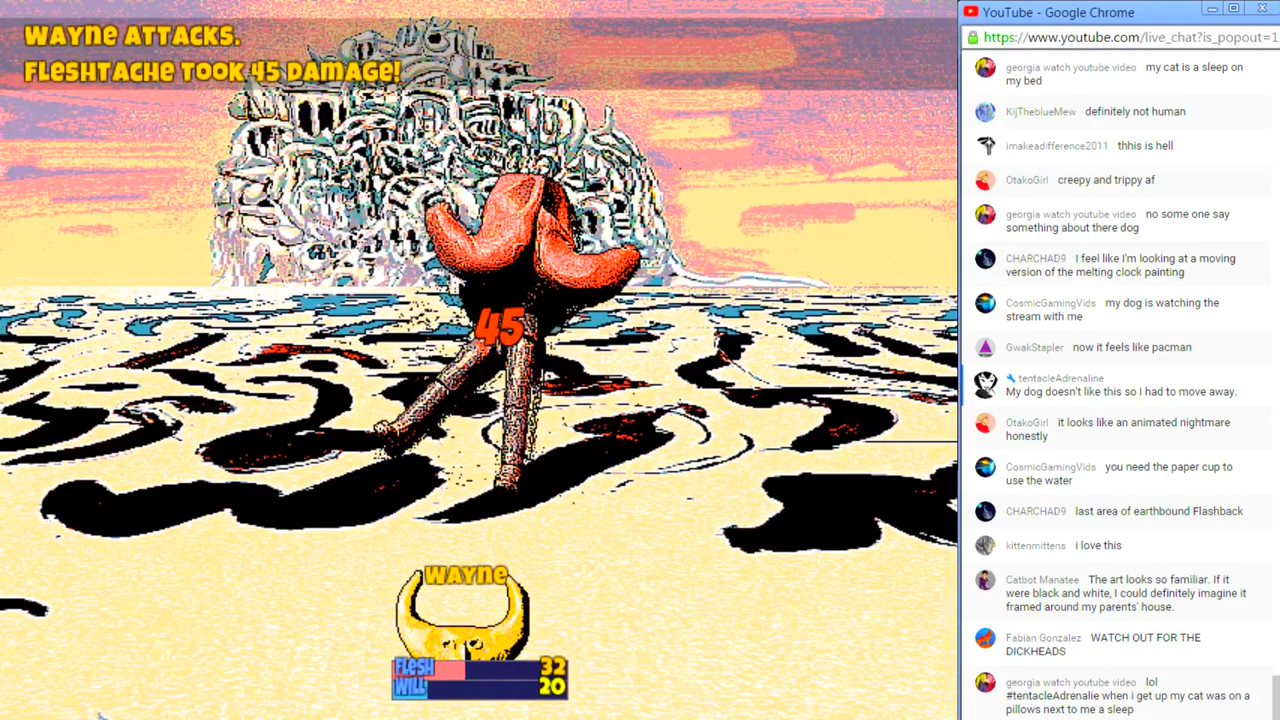 WAYNE ATTACKS.
FLESHTACHE TOOK 45 DAMAGE!
45
WAYNE
FLESH 32
WILL 20
YouTube - Google Chrome
https://www.youtube.com/live_chat?is_popout=1
georgia watch youtube video my cat is a sleep on
my bed
KijTheblueMew definitely not human
imakeadifference2011 thhis is hell
OtakoGirl creepy and trippy af
georgia watch youtube video no some one say
something about there dog
CHARCHAD9 I feel like I'm looking at a moving
version of the melting clock painting
CosmicGamingVids my dog is watching the
stream with me
GwakStapler now it feels like pacman
tentacleAdrenaline
My dog doesn't like this so I had to move away.
OtakoGirl it looks like an animated nightmare
honestly
CosmicGamingVids you need the paper cup to
use the water
CHARCHAD9 last area of earthbound Flashback
kittenmittens i love this
Catbot Manatee The art looks so familiar. If it
were black and white, I could definitely imagine it
framed around my parents' house.
Fabian Gonzalez WATCH OUT FOR THE
DICKHEADS
georgia watch youtube video lol
#tentacleAdrenalie when i get up my cat was on a
pillows next to me a sleep